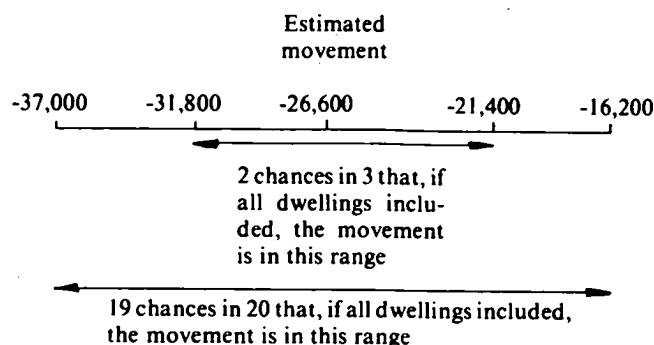 Estimated
movement
-37,000 -31,800 -26,600 -21,400 -16,200
2 chances in 3 that, if
all dwellings inclu-
ded, the movement
is in this range
19 chances in 20 that, if all dwellings included,
the movement is in this range